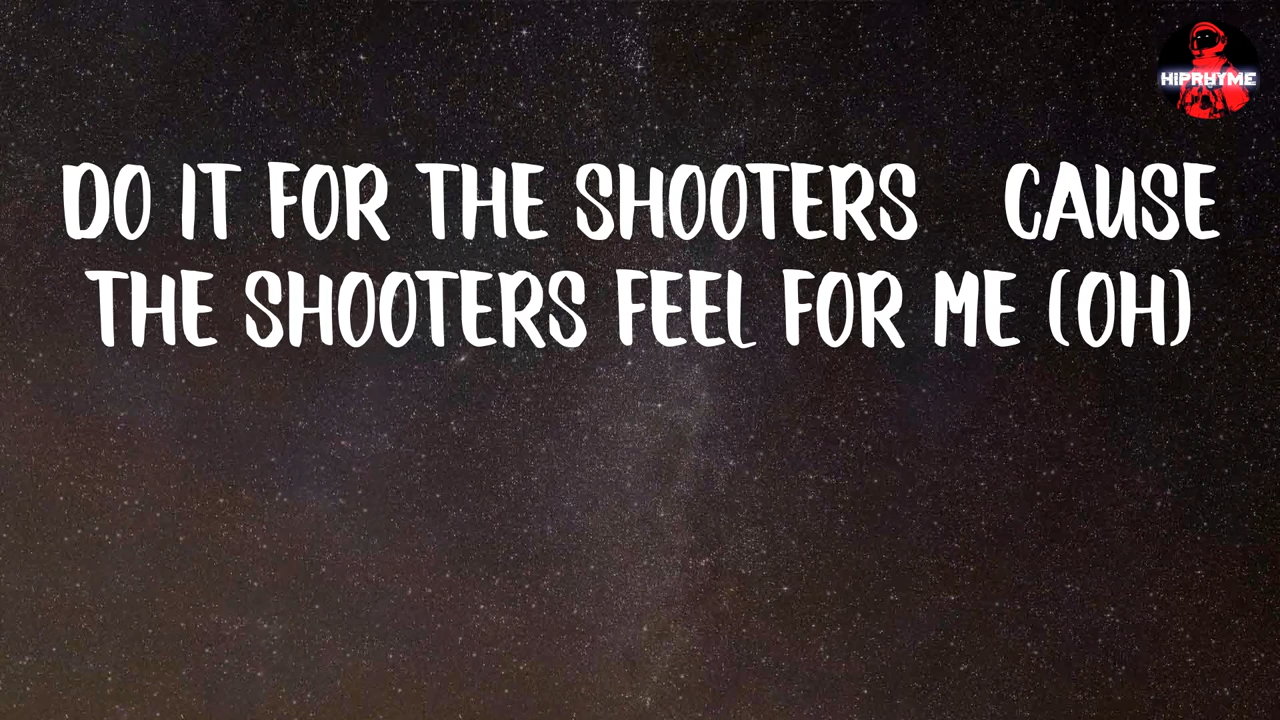 HIPRHYME
DO IT FOR THE SHOOTERS CAUSE
THE SHOOTERS FEEL FOR ME (OH)